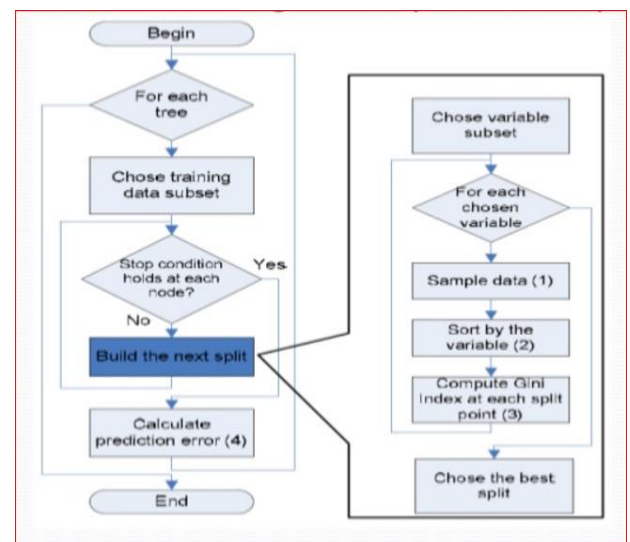 Begin
For each
tree
Chose training
data subset
Stop condition
holds at each
node?
Yes
No
Build the next split
Calculate
prediction error (4)
End
Chose variable
subset
For each
chosen
variable
Sample data (1)
Sort by the
variable (2)
Compute Gini
index at each split
point (3)
Chose the best
split